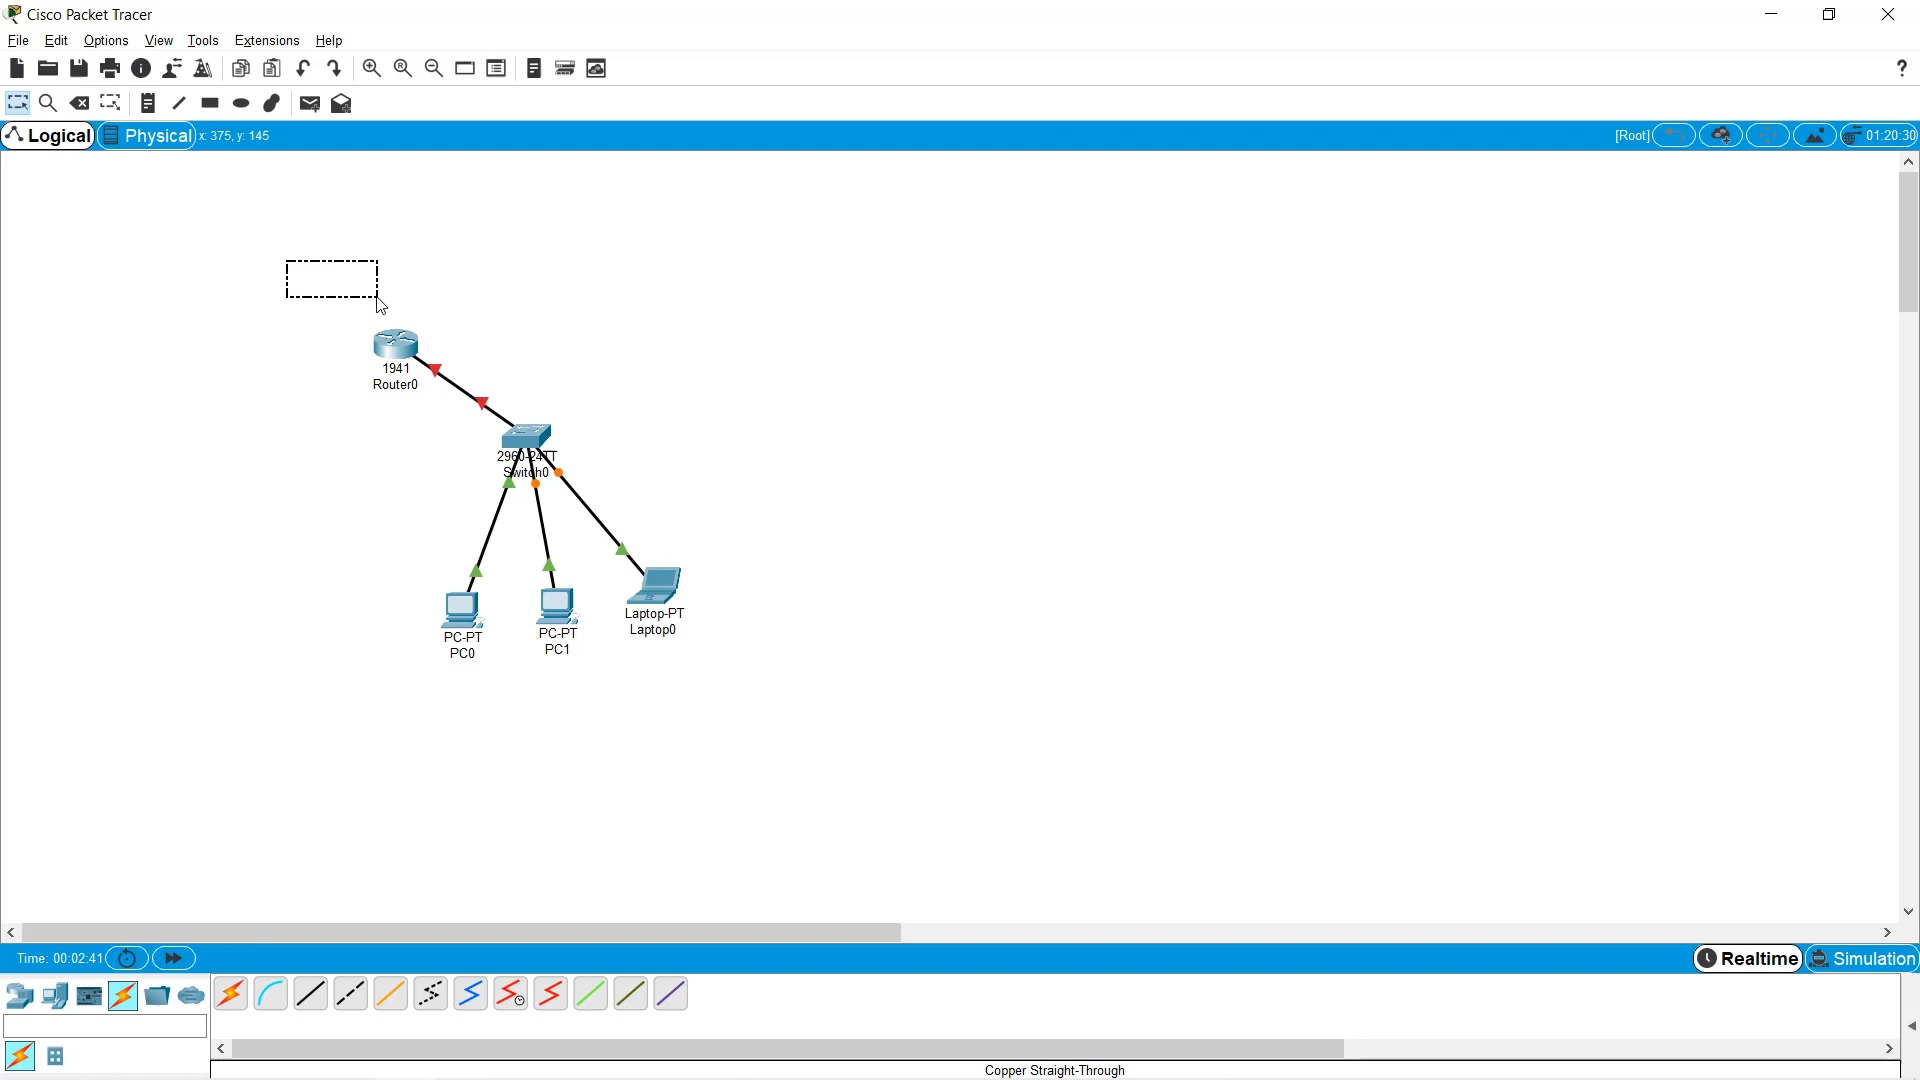 Cisco Packet Tracer
File Edit Options View Tools Extensions Help
?
Logical Physical x: 375, y: 145 [Root] 01:20:30
1941
Router0
2960-24TT
Switch0
PC-PT
PC0
PC-PT
PC1
Laptop-PT
Laptop0
Time: 00:02:41 Realtime Simulation
Copper Straight-Through